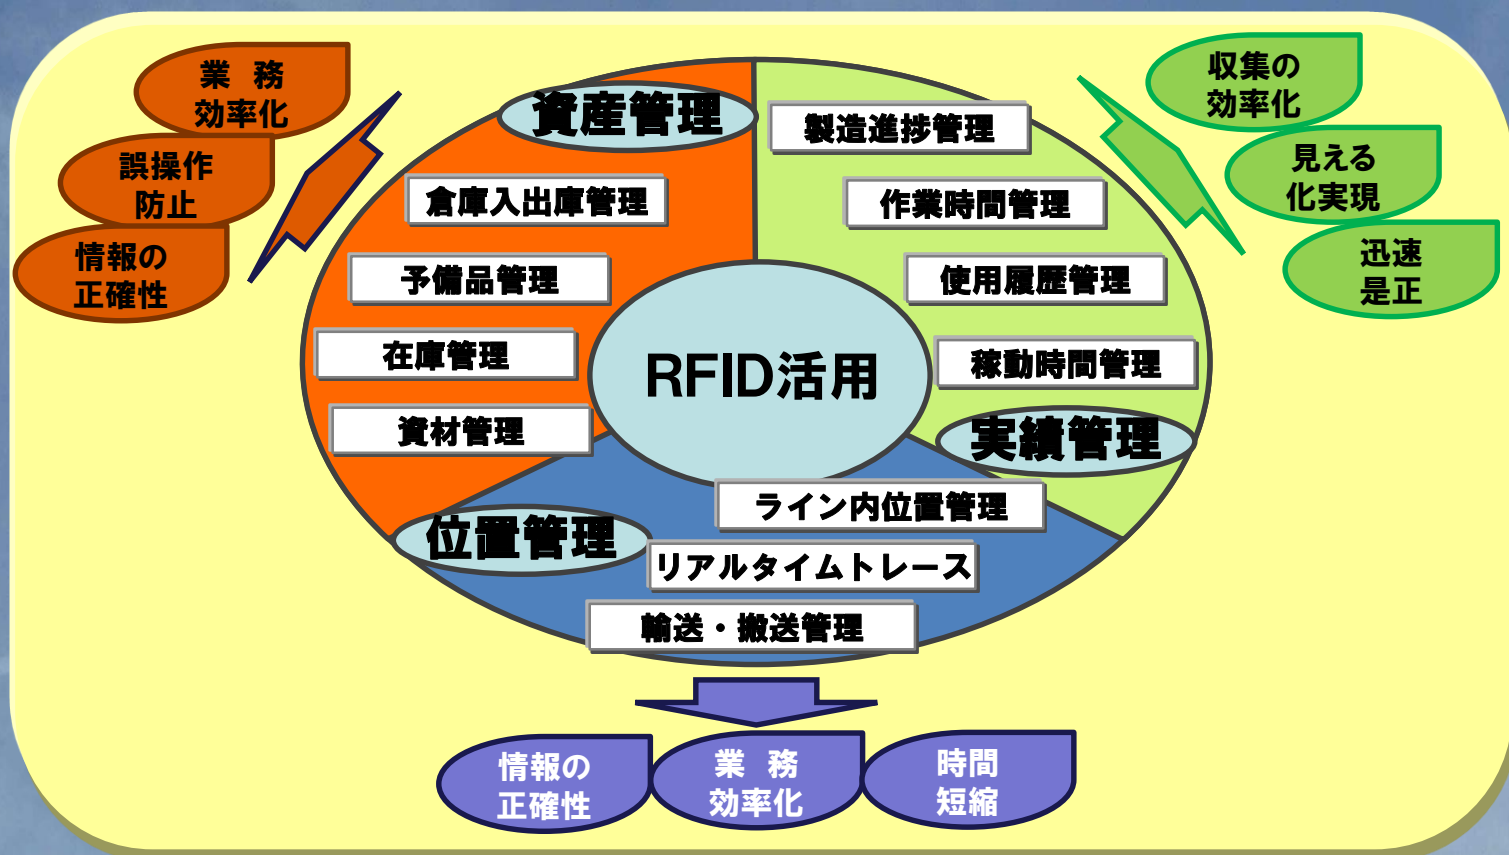 業 務
効率化
誤操作
防止
情報の
正確性
資産管理
倉庫入出庫管理
予備品管理
在庫管理
資材管理
RFID活用
製造進捗管理
作業時間管理
使用履歴管理
稼動時間管理
実績管理
収集の
効率化
見える
化実現
迅速
是正
位置管理
ライン内位置管理
リアルタイムトレース
輸送・搬送管理
情報の
正確性
業 務
効率化
時間
短縮